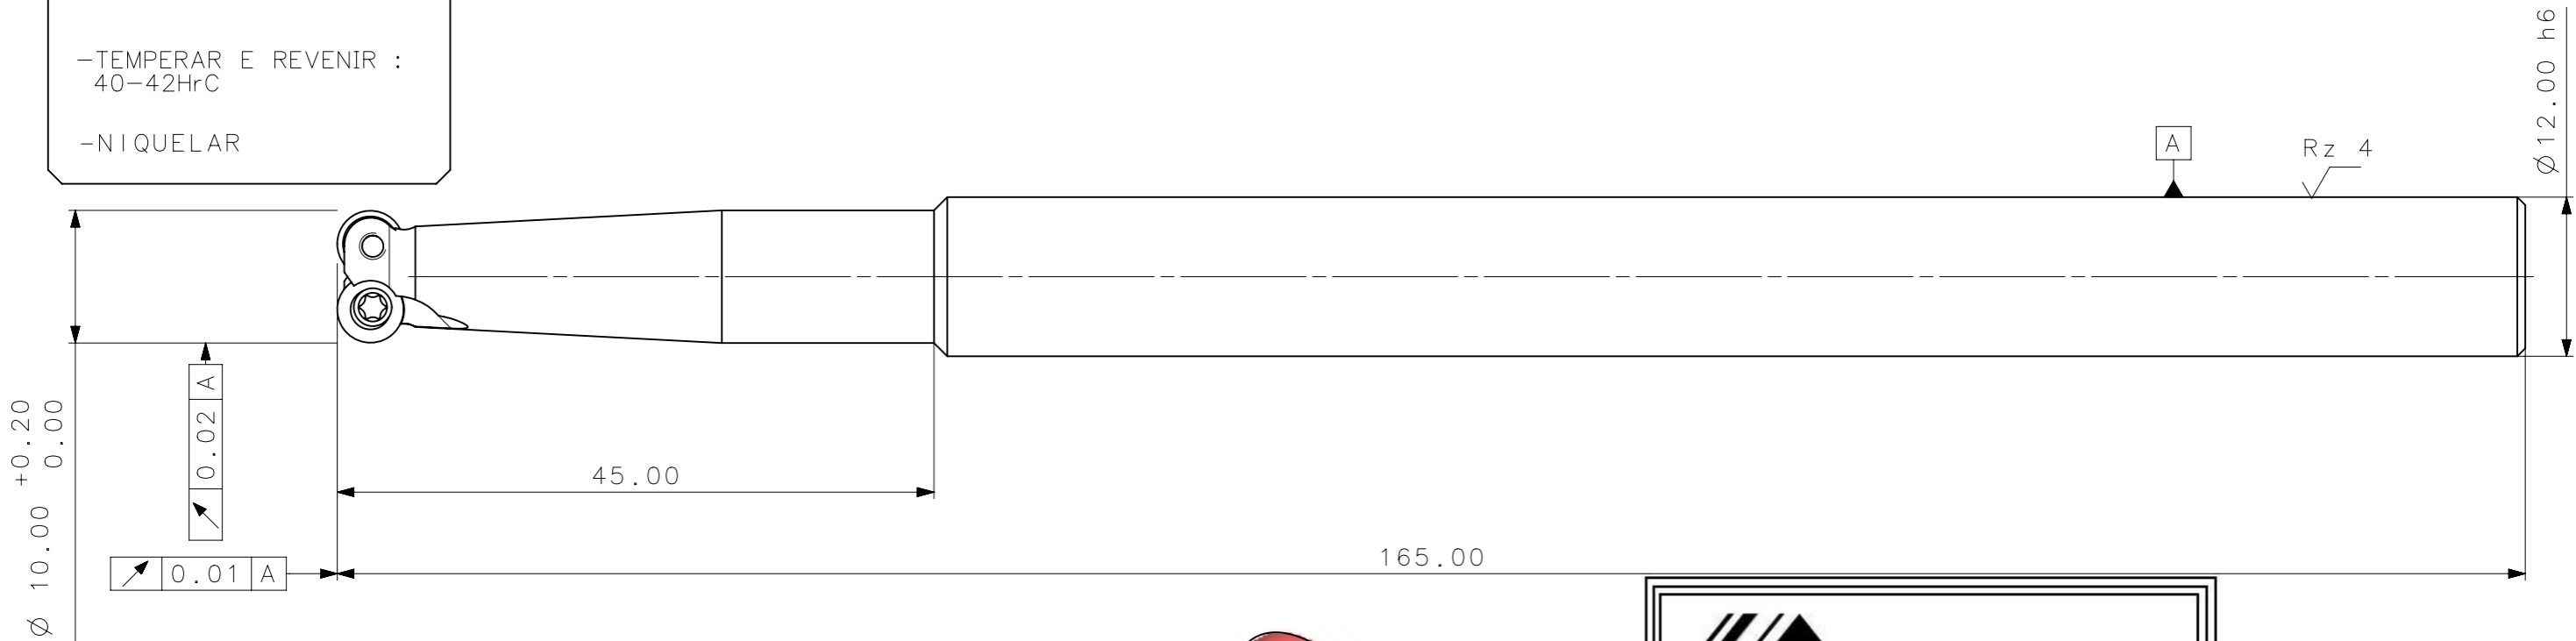 -TEMPERAR E REVENIR :
40-42HrC
-NIQUELAR
A
Rz 4
Ø12.00 h6
Ø 10.00 +0.20 0.00
0.02 A
0.01 A
45.00
165.00